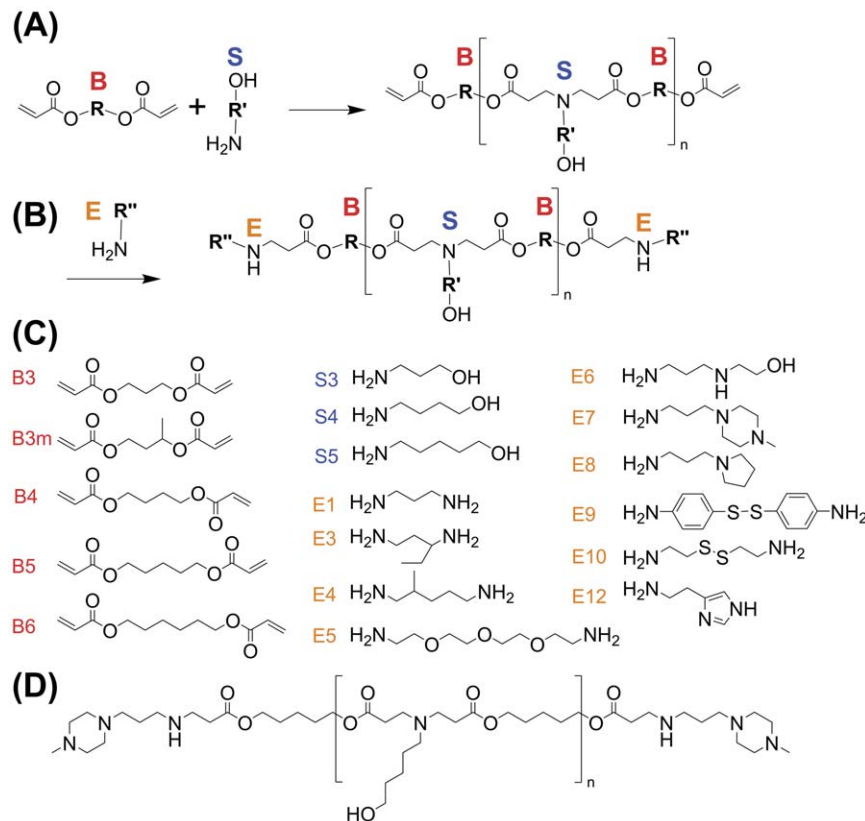 (A)
B
S
OH
R'
H2N
O
O
R
O
O
+
B
S
B
O
O
R
O
O
N
O
O
R
O
O
R'
OH
n
(B)
E
R''
H2N
R''
E
N
H
O
O
B
R
O
O
S
N
R'
OH
O
O
B
R
O
O
n
E
N
H
R''
(C)
B3
O
O
O
O
B3m
O
O
O
O
B4
O
O
O
O
B5
O
O
O
O
B6
O
O
O
O
S3
H2N
OH
S4
H2N
OH
S5
H2N
OH
E1
H2N
NH2
E3
H2N
NH2
E4
H2N
NH2
E5
H2N
O
O
O
NH2
E6
H2N
N
H
OH
E7
H2N
N
N
E8
H2N
N
E9
H2N
S-S
NH2
E10
H2N
S
S
NH2
E12
H2N
N
NH
(D)
N
N
N
H
O
O
O
O
N
HO
O
O
n
O
O
N
H
N
N